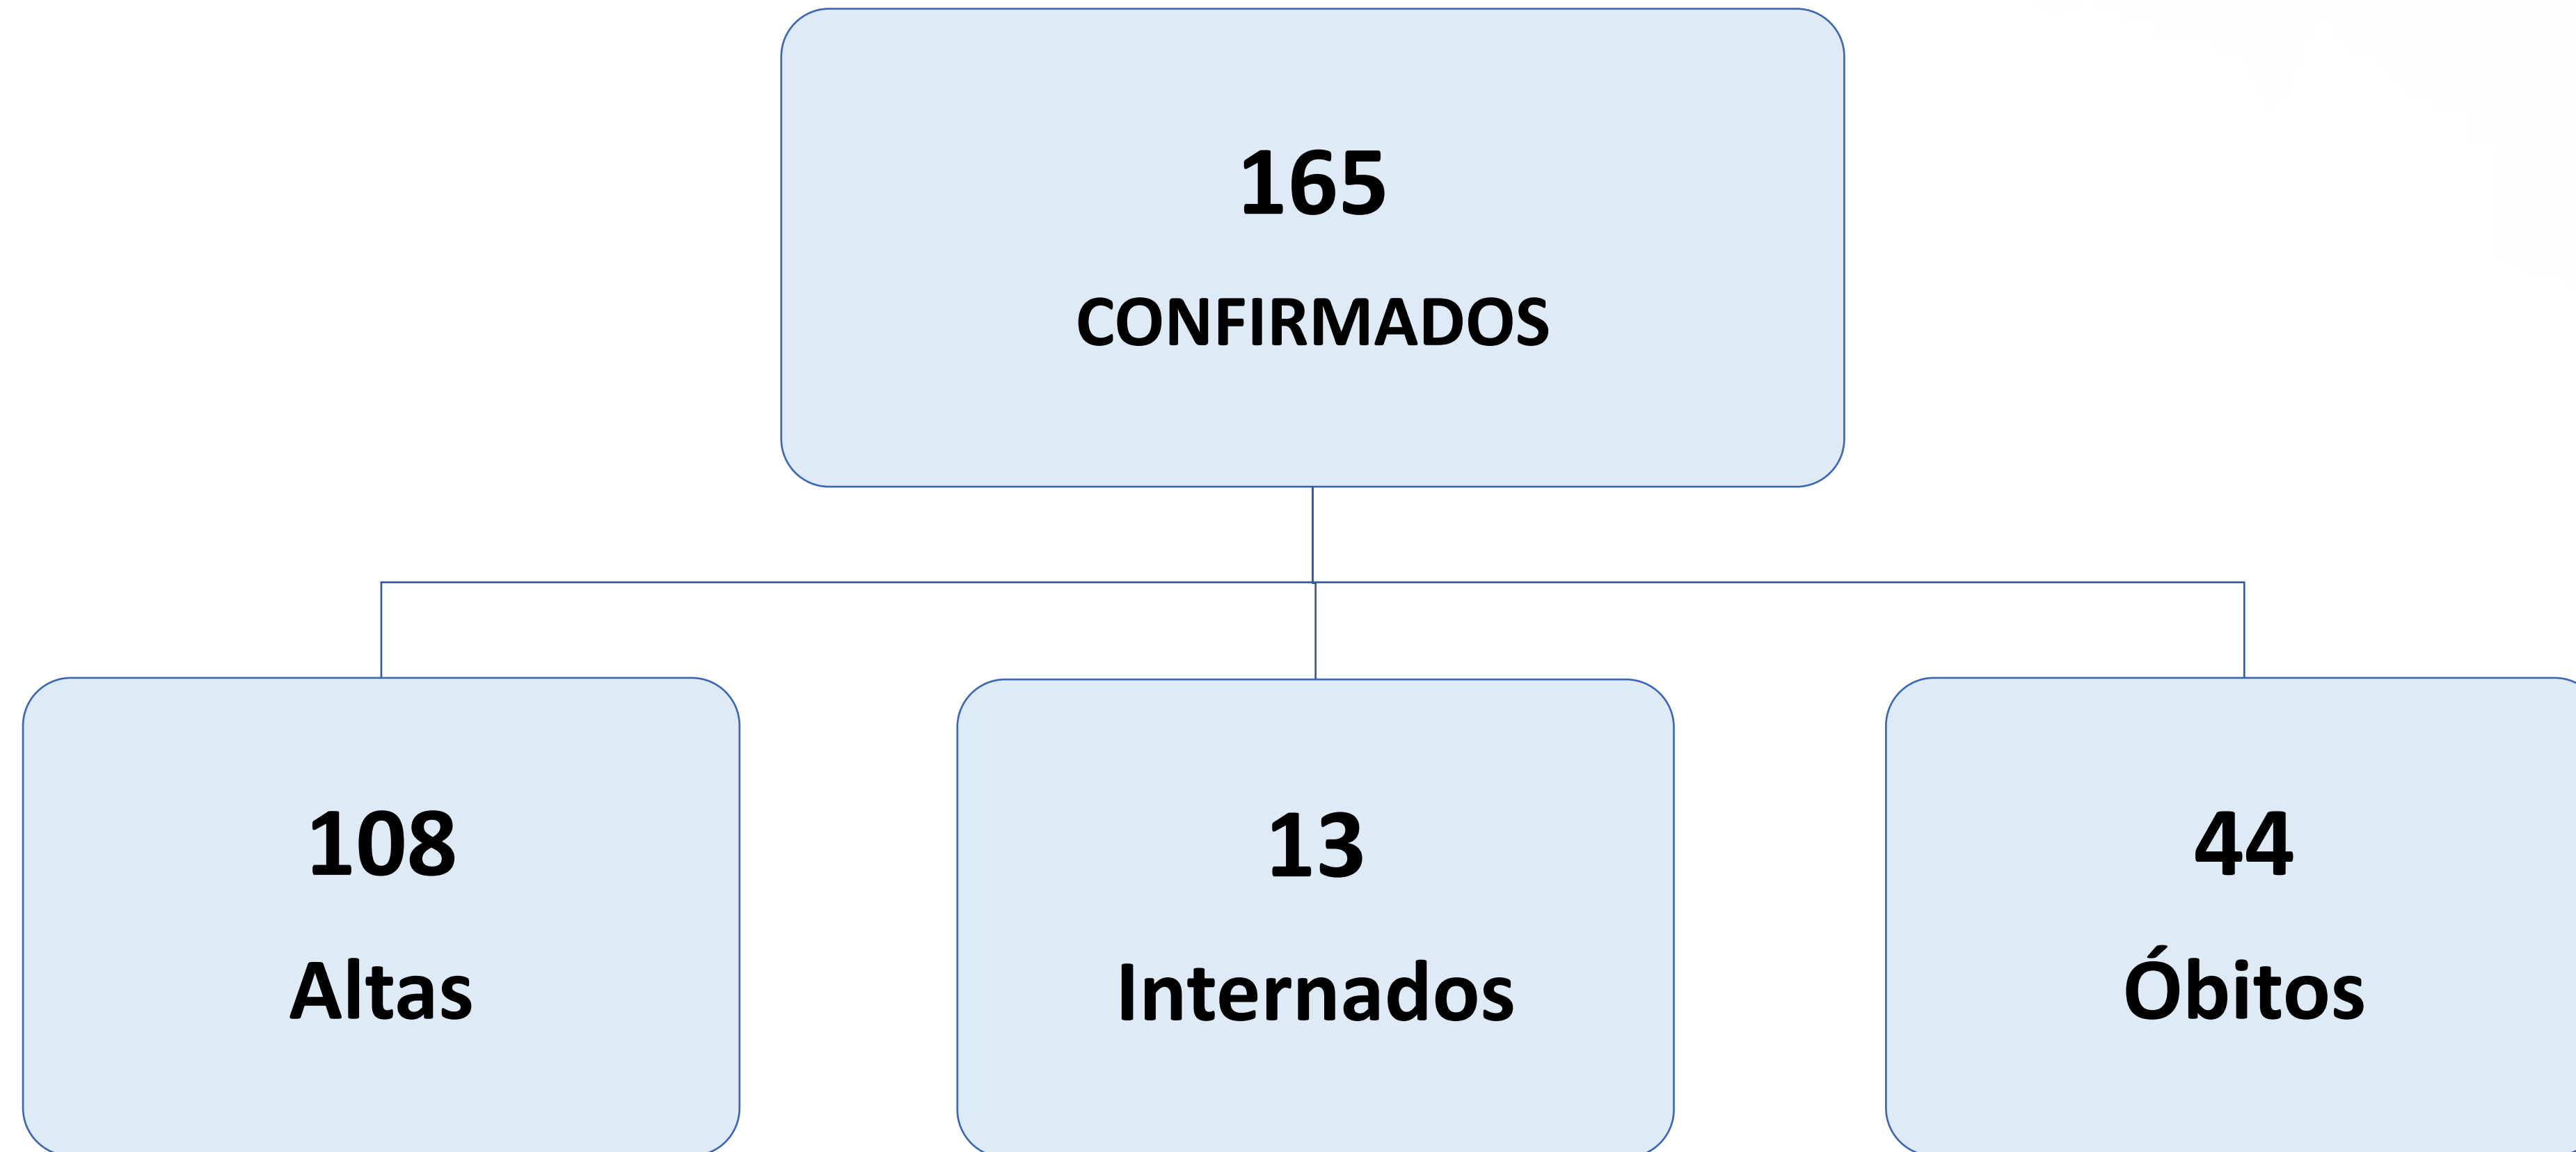 165
CONFIRMADOS
108
Altas
13
Internados
44
Óbitos